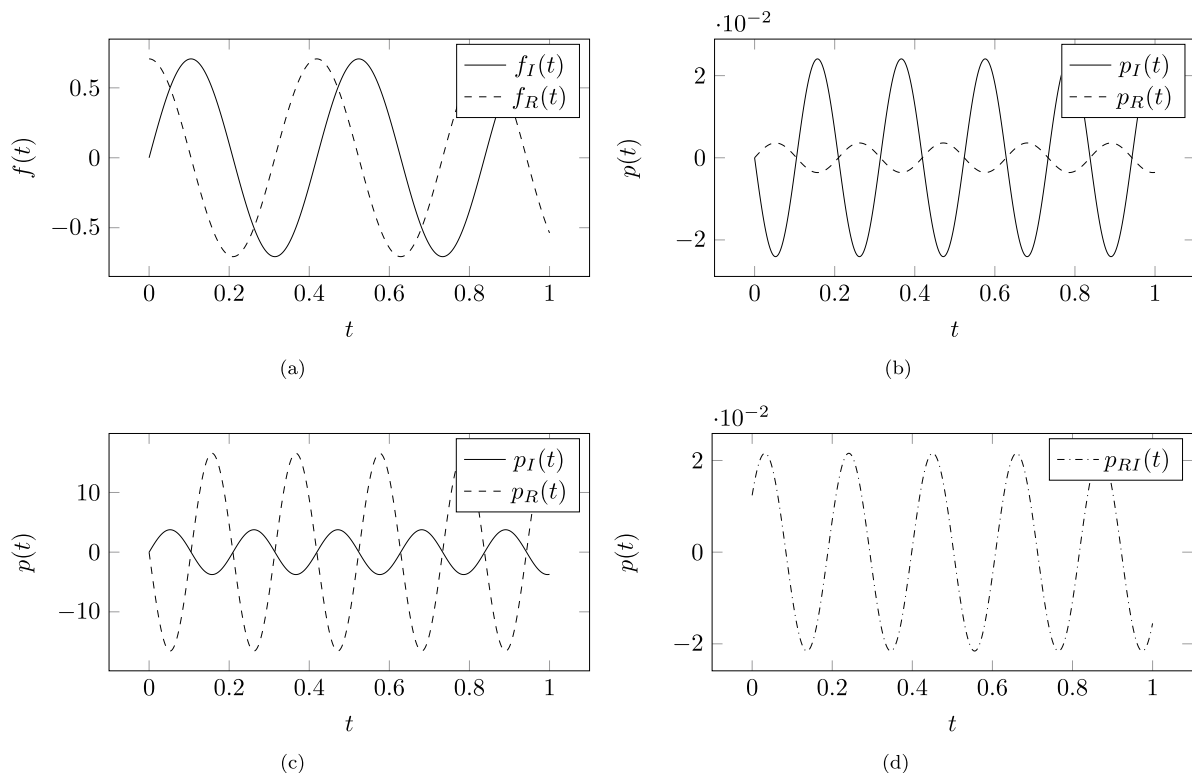 f_I(t)
f_R(t)
0.5
0
−0.5
f(t)
0 0.2 0.4 0.6 0.8 1
t
(a)
·10⁻²
p_I(t)
p_R(t)
2
0
−2
p(t)
0 0.2 0.4 0.6 0.8 1
t
(b)
p_I(t)
p_R(t)
10
0
−10
p(t)
0 0.2 0.4 0.6 0.8 1
t
(c)
·10⁻²
p_{RI}(t)
2
0
−2
p(t)
0 0.2 0.4 0.6 0.8 1
t
(d)